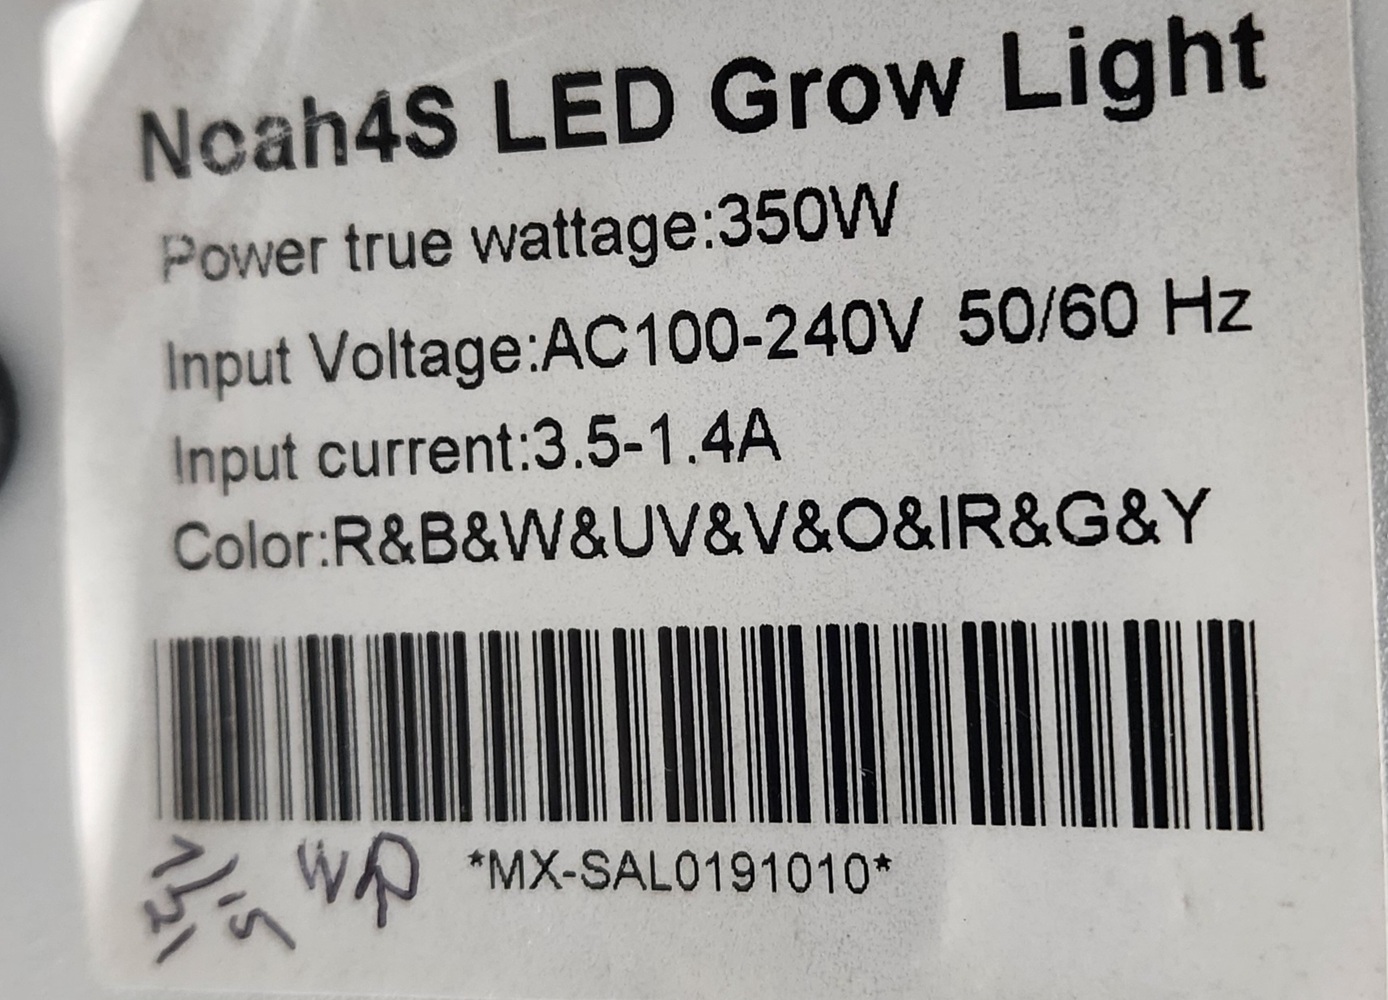 Noah4S LED Grow Light
Power true wattage:350W
Input Voltage:AC100-240V 50/60 Hz
Input current:3.5-1.4A
Color:R&B&W&UV&V&O&IR&G&Y
*MX-SAL0191010*